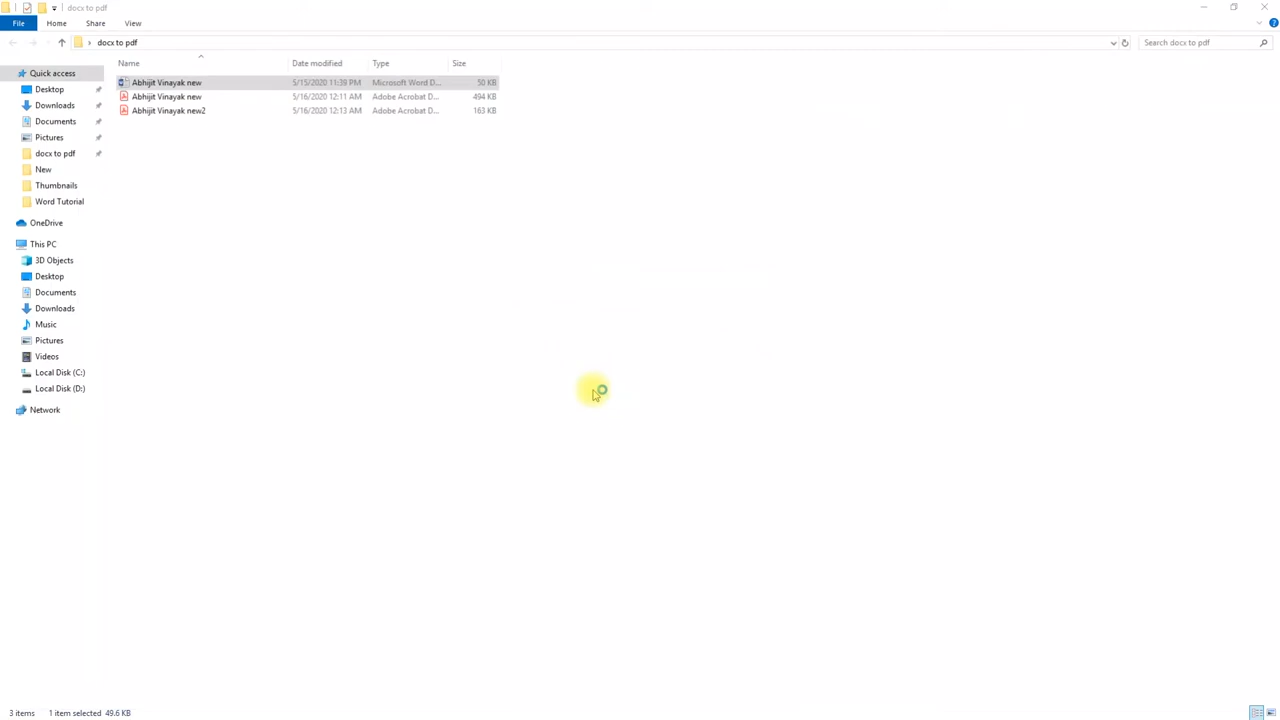 docx to pdf
File Home Share View
docx to pdf
Search docx to pdf
Name Date modified Type Size
Quick access
Desktop
Downloads
Documents
Pictures
docx to pdf
New
Thumbnails
Word Tutorial
OneDrive
This PC
3D Objects
Desktop
Documents
Downloads
Music
Pictures
Videos
Local Disk (C:)
Local Disk (D:)
Network
Abhijit Vinayak new 5/15/2020 11:39 PM Microsoft Word D... 50 KB
Abhijit Vinayak new 5/16/2020 12:11 AM Adobe Acrobat D... 494 KB
Abhijit Vinayak new2 5/16/2020 12:13 AM Adobe Acrobat D... 163 KB
3 items 1 item selected 49.6 KB